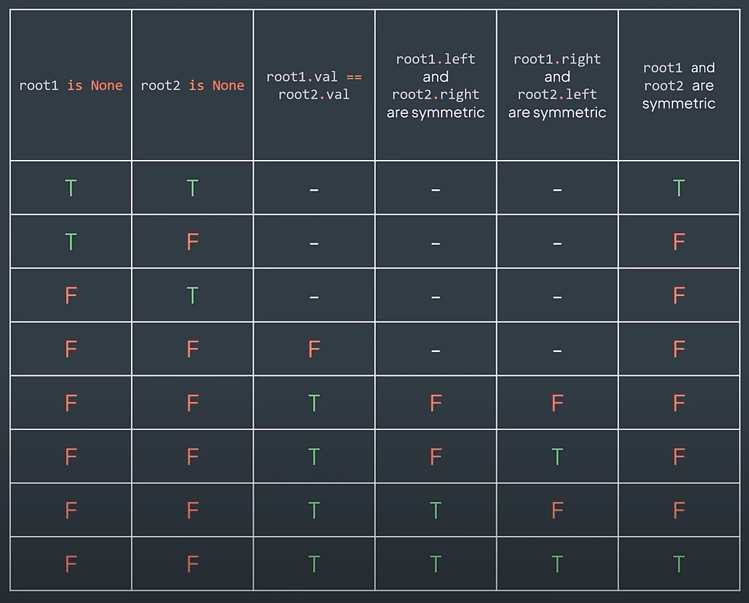 root1 is None root2 is None root1.val == root2.val root1.left and root2.right are symmetric root1.right and root2.left are symmetric root1 and root2 are symmetric
T T – – – T
T F – – – F
F T – – – F
F F F – – F
F F T F F F
F F T F T F
F F T T F F
F F T T T T